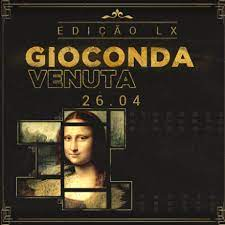 EDIÇÃO LX
GIOCONDA
VENUTA
26.04